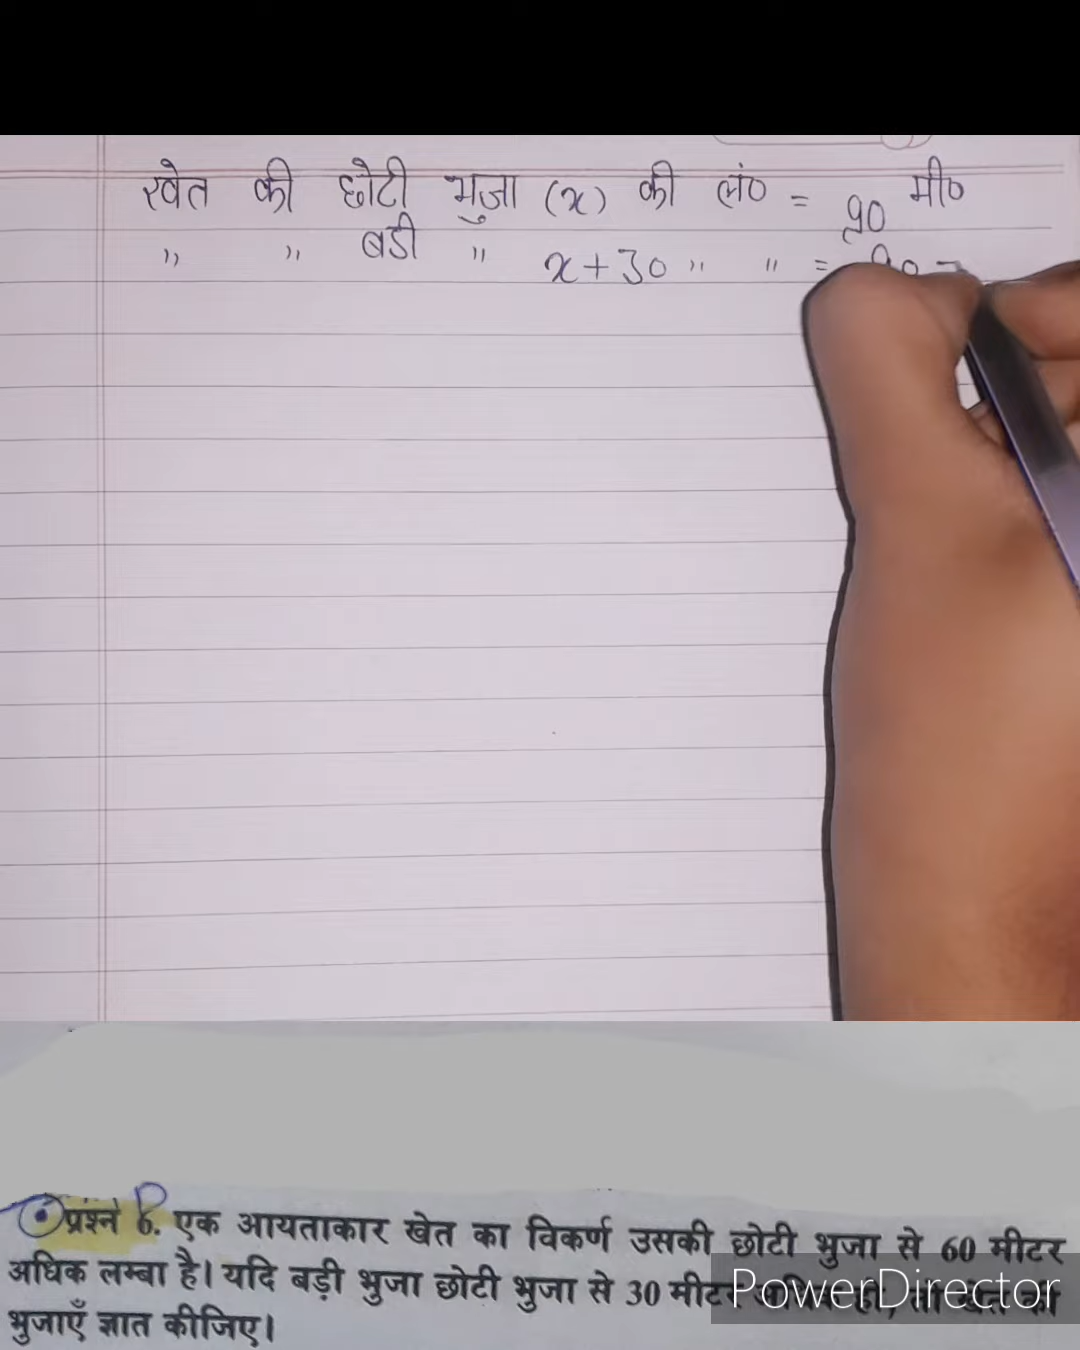 खेत की छोटी भुजा (x) की लं० = 90 मी०
" " बडी " x+30 " " = 90
प्रश्न 6. एक आयताकार खेत का विकर्ण उसकी छोटी भुजा से 60 मीटर
अधिक लम्बा है। यदि बड़ी भुजा छोटी भुजा से 30 मीटर
भुजाएँ ज्ञात कीजिए।
PowerDirector